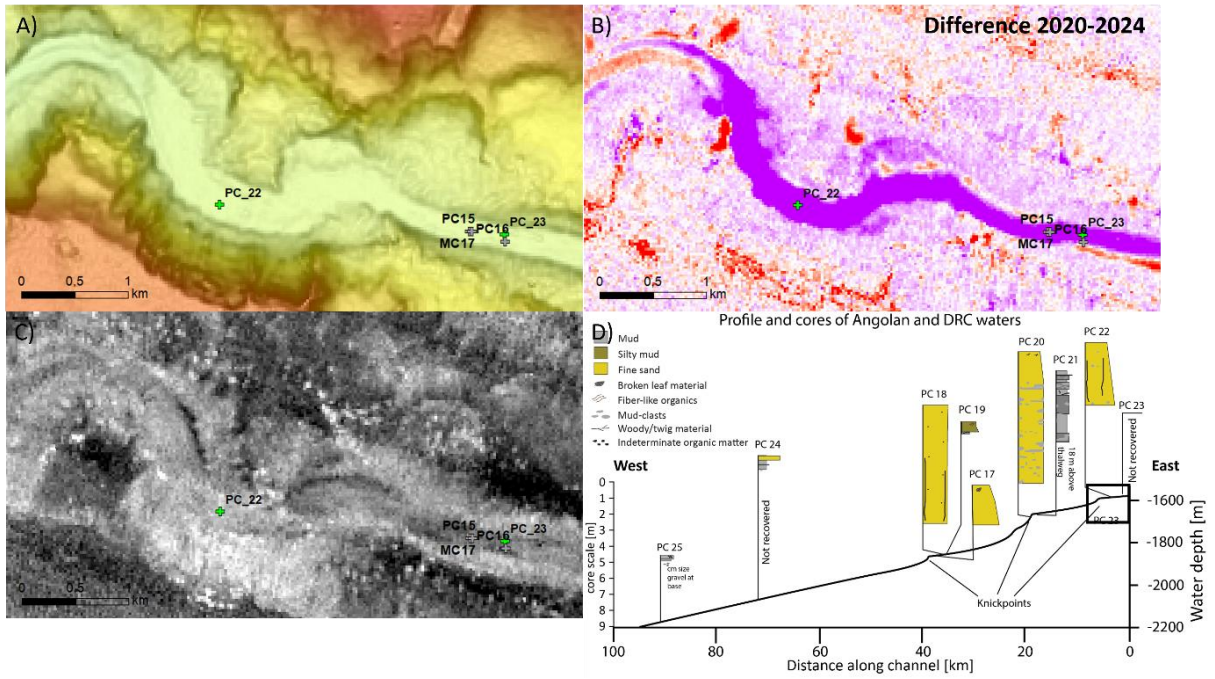 A)
PC_22
PC15
PC16
PC_23
MC17
0 0.5 1
km
B)
Difference 2020-2024
PC_22
PC15
PC16
PC_23
MC17
0 0.5 1
km
C)
PC_22
PC15
PC16
PC_23
MC17
0 0.5 1
km
D)
Profile and cores of Angolan and DRC waters
Mud
Silty mud
Fine sand
Broken leaf material
Fiber-like organics
Mud-clasts
Woody/twig material
Indeterminate organic matter
West
East
PC 25
cm size
gravel at
base
PC 24
Not recovered
PC 18
PC 19
PC 17
PC 20
PC 21
18 m above
thalweg
PC 22
PC 23
Not recovered
PC 23
Knickpoints
core scale [m]
0
1
2
3
4
5
6
7
8
9
-1600
-1800
-2000
-2200
Water depth [m]
100 80 60 40 20 0
Distance along channel [km]